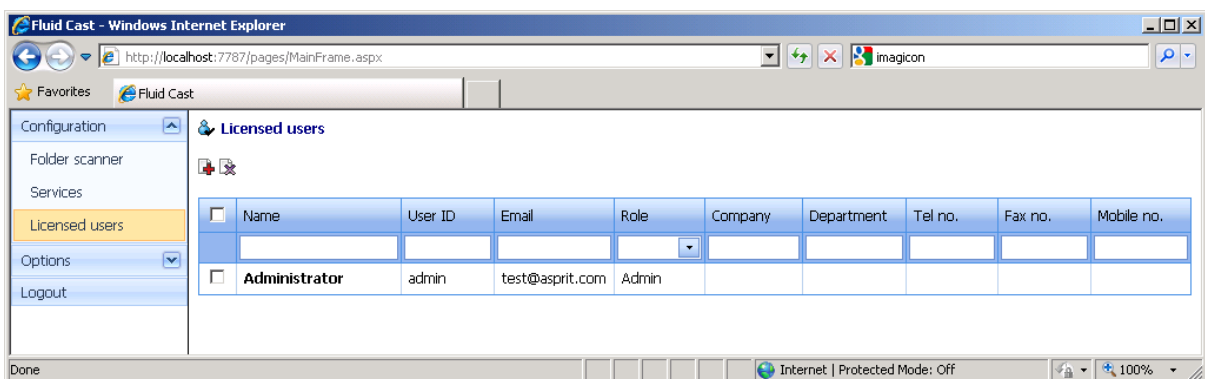 Fluid Cast - Windows Internet Explorer
http://localhost:7787/pages/MainFrame.aspx
imagicon
Favorites Fluid Cast
Configuration
Folder scanner
Services
Licensed users
Options
Logout
Licensed users
Name User ID Email Role Company Department Tel no. Fax no. Mobile no.
Administrator admin test@asprit.com Admin
Done Internet | Protected Mode: Off 100%